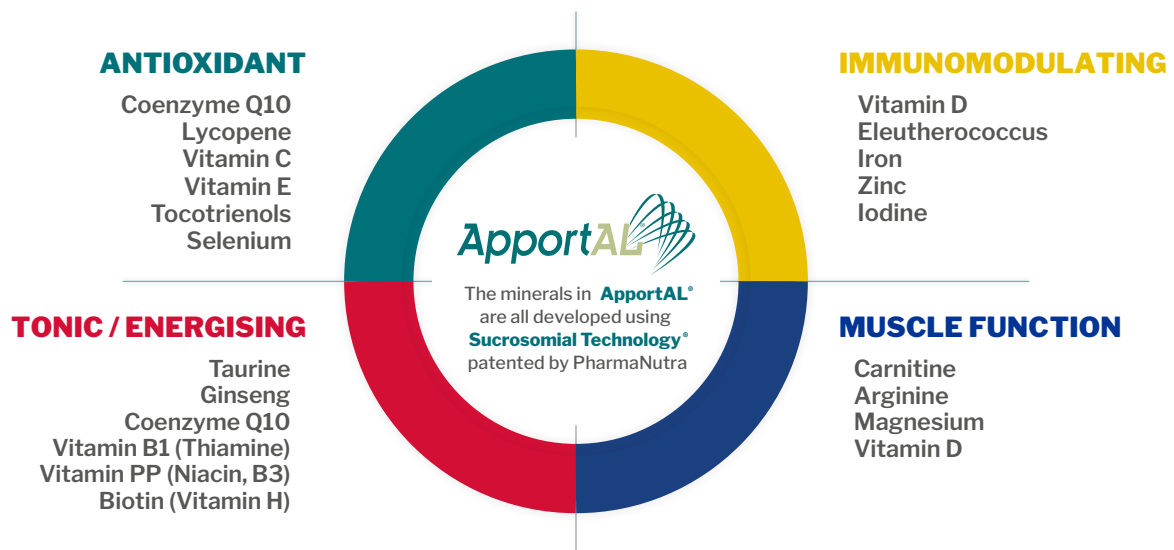 ANTIOXIDANT
Coenzyme Q10
Lycopene
Vitamin C
Vitamin E
Tocotrienols
Selenium
IMMUNOMODULATING
Vitamin D
Eleutherococcus
Iron
Zinc
Iodine
ApportAL®
The minerals in ApportAL®
are all developed using
Sucrosomial Technology®
patented by PharmaNutra
TONIC / ENERGISING
Taurine
Ginseng
Coenzyme Q10
Vitamin B1 (Thiamine)
Vitamin PP (Niacin, B3)
Biotin (Vitamin H)
MUSCLE FUNCTION
Carnitine
Arginine
Magnesium
Vitamin D